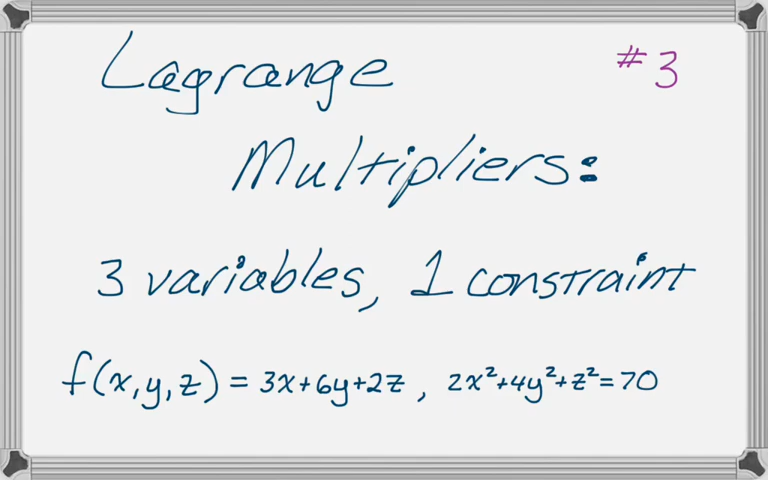 Lagrange #3
Multipliers:
3 variables, 1 constraint
f(x,y,z) = 3x+6y+2z, 2x²+4y²+z²=70